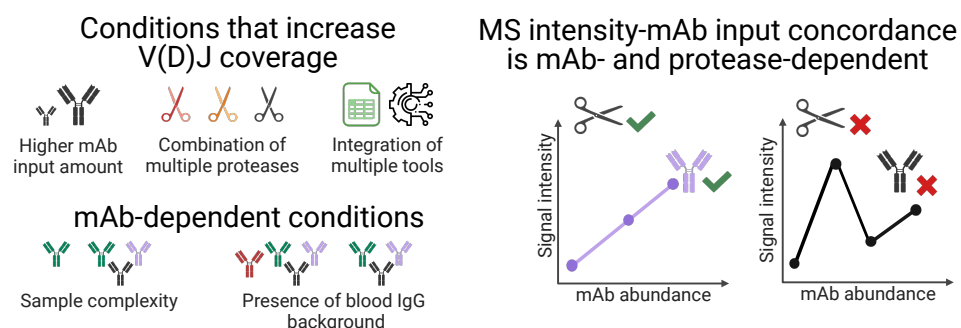 Conditions that increase
V(D)J coverage
Higher mAb
input amount
Combination of
multiple proteases
Integration of
multiple tools
mAb-dependent conditions
Sample complexity
Presence of blood IgG
background
MS intensity-mAb input concordance
is mAb- and protease-dependent
Signal intensity
mAb abundance
Signal intensity
mAb abundance